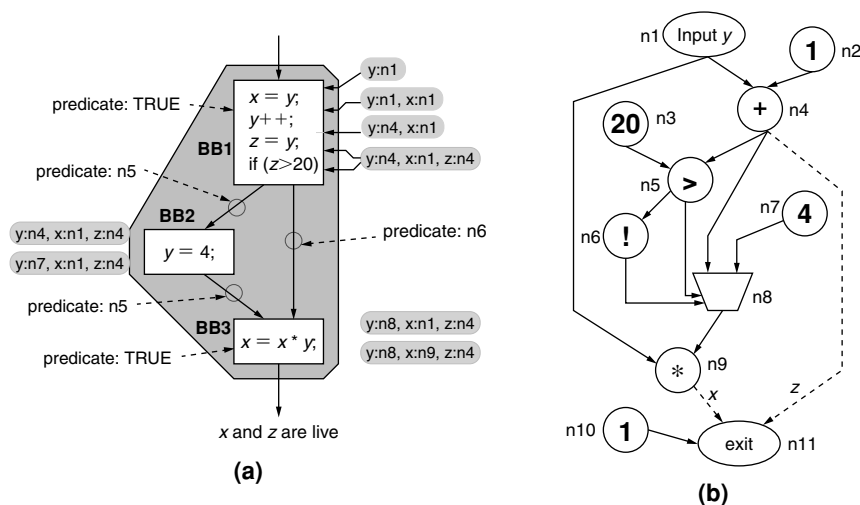 y:n1
predicate: TRUE
x = y;
y++;
z = y;
if (z>20)
BB1
y:n1, x:n1
y:n4, x:n1
y:n4, x:n1, z:n4
predicate: n5
BB2
y:n4, x:n1, z:n4
y:n7, x:n1, z:n4
y = 4;
predicate: n6
predicate: n5
BB3
predicate: TRUE
x = x * y;
y:n8, x:n1, z:n4
y:n8, x:n9, z:n4
x and z are live
(a)
n1
Input y
1
n2
+
n4
20
n3
n5
>
n7
4
n6
!
n8
*
n9
x
z
n10
1
exit
n11
(b)